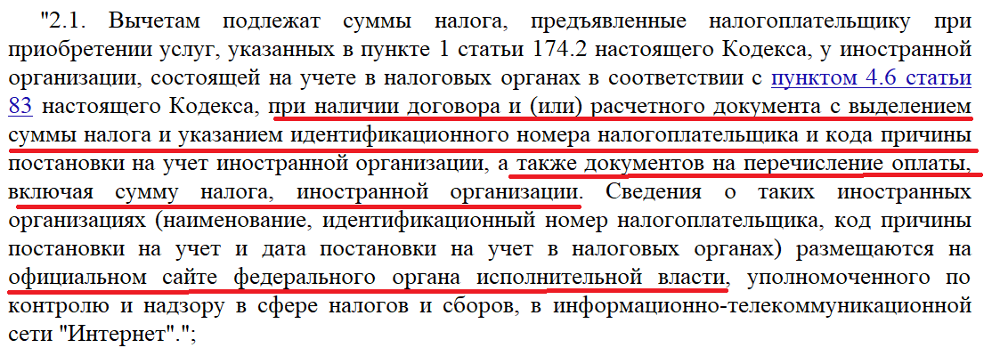 "2.1. Вычетам подлежат суммы налога, предъявленные налогоплательщику при
приобретении услуг, указанных в пункте 1 статьи 174.2 настоящего Кодекса, у иностранной
организации, состоящей на учете в налоговых органах в соответствии с пунктом 4.6 статьи
83 настоящего Кодекса, при наличии договора и (или) расчетного документа с выделением
суммы налога и указанием идентификационного номера налогоплательщика и кода причины
постановки на учет иностранной организации, а также документов на перечисление оплаты,
включая сумму налога, иностранной организации. Сведения о таких иностранных
организациях (наименование, идентификационный номер налогоплательщика, код причины
постановки на учет и дата постановки на учет в налоговых органах) размещаются на
официальном сайте федерального органа исполнительной власти, уполномоченного по
контролю и надзору в сфере налогов и сборов, в информационно-телекоммуникационной
сети "Интернет".";